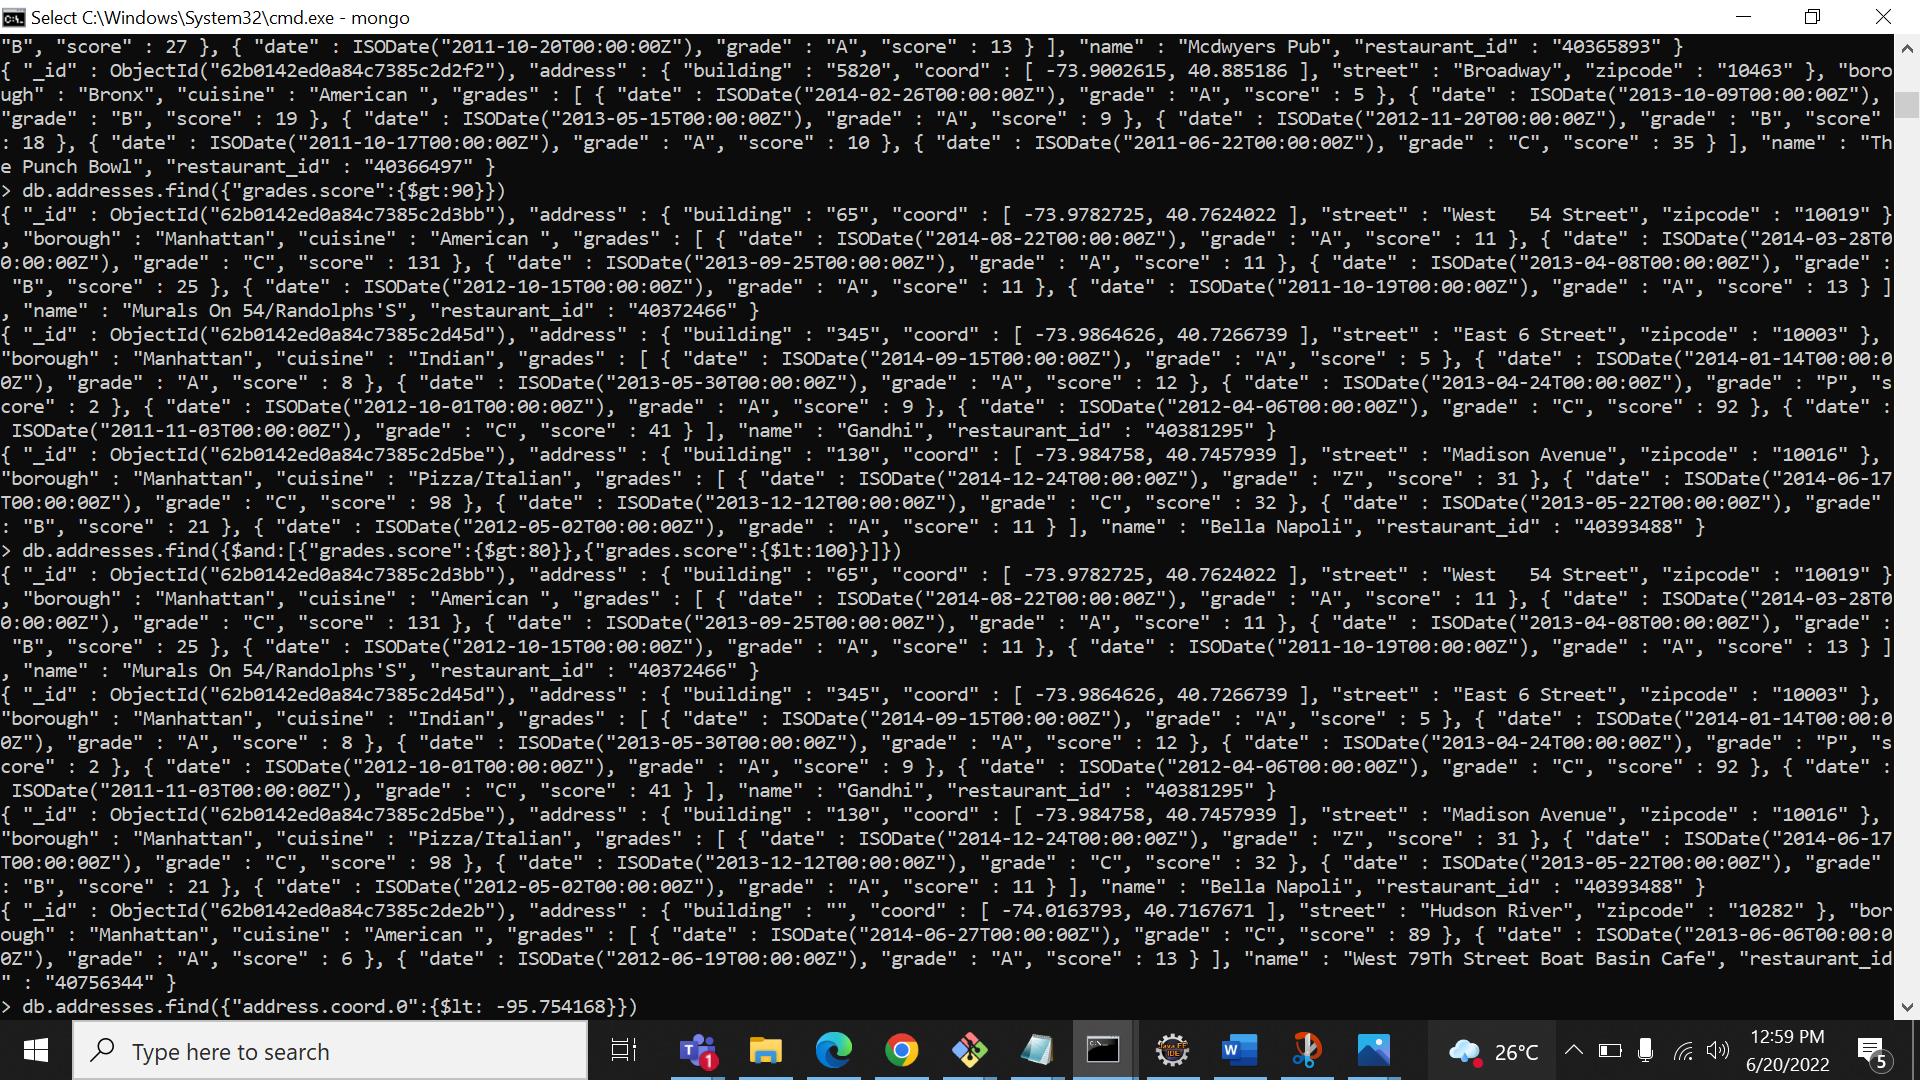 Select C:\Windows\System32\cmd.exe - mongo
"B", "score" : 27 }, { "date" : ISODate("2011-10-20T00:00:00Z"), "grade" : "A", "score" : 13 } ], "name" : "Mcdwyers Pub", "restaurant_id" : "40365893" }
{ "_id" : ObjectId("62b0142ed0a84c7385c2d2f2"), "address" : { "building" : "5820", "coord" : [ -73.9002615, 40.885186 ], "street" : "Broadway", "zipcode" : "10463" }, "boro
ugh" : "Bronx", "cuisine" : "American ", "grades" : [ { "date" : ISODate("2014-02-26T00:00:00Z"), "grade" : "A", "score" : 5 }, { "date" : ISODate("2013-10-09T00:00:00Z"),
"grade" : "B", "score" : 19 }, { "date" : ISODate("2013-05-15T00:00:00Z"), "grade" : "A", "score" : 9 }, { "date" : ISODate("2012-11-20T00:00:00Z"), "grade" : "B", "score"
: 18 }, { "date" : ISODate("2011-10-17T00:00:00Z"), "grade" : "A", "score" : 10 }, { "date" : ISODate("2011-06-22T00:00:00Z"), "grade" : "C", "score" : 35 } ], "name" : "Th
e Punch Bowl", "restaurant_id" : "40366497" }
> db.addresses.find({"grades.score":{$gt:90}})
{ "_id" : ObjectId("62b0142ed0a84c7385c2d3bb"), "address" : { "building" : "65", "coord" : [ -73.9782725, 40.7624022 ], "street" : "West   54 Street", "zipcode" : "10019" }
, "borough" : "Manhattan", "cuisine" : "American ", "grades" : [ { "date" : ISODate("2014-08-22T00:00:00Z"), "grade" : "A", "score" : 11 }, { "date" : ISODate("2014-03-28T0
0:00:00Z"), "grade" : "C", "score" : 131 }, { "date" : ISODate("2013-09-25T00:00:00Z"), "grade" : "A", "score" : 11 }, { "date" : ISODate("2013-04-08T00:00:00Z"), "grade" :
"B", "score" : 25 }, { "date" : ISODate("2012-10-15T00:00:00Z"), "grade" : "A", "score" : 11 }, { "date" : ISODate("2011-10-19T00:00:00Z"), "grade" : "A", "score" : 13 } ]
, "name" : "Murals On 54/Randolphs'S", "restaurant_id" : "40372466" }
{ "_id" : ObjectId("62b0142ed0a84c7385c2d45d"), "address" : { "building" : "345", "coord" : [ -73.9864626, 40.7266739 ], "street" : "East 6 Street", "zipcode" : "10003" },
"borough" : "Manhattan", "cuisine" : "Indian", "grades" : [ { "date" : ISODate("2014-09-15T00:00:00Z"), "grade" : "A", "score" : 5 }, { "date" : ISODate("2014-01-14T00:00:0
0Z"), "grade" : "A", "score" : 8 }, { "date" : ISODate("2013-05-30T00:00:00Z"), "grade" : "A", "score" : 12 }, { "date" : ISODate("2013-04-24T00:00:00Z"), "grade" : "P", "s
core" : 2 }, { "date" : ISODate("2012-10-01T00:00:00Z"), "grade" : "A", "score" : 9 }, { "date" : ISODate("2012-04-06T00:00:00Z"), "grade" : "C", "score" : 92 }, { "date" :
ISODate("2011-11-03T00:00:00Z"), "grade" : "C", "score" : 41 } ], "name" : "Gandhi", "restaurant_id" : "40381295" }
{ "_id" : ObjectId("62b0142ed0a84c7385c2d5be"), "address" : { "building" : "130", "coord" : [ -73.984758, 40.7457939 ], "street" : "Madison Avenue", "zipcode" : "10016" },
"borough" : "Manhattan", "cuisine" : "Pizza/Italian", "grades" : [ { "date" : ISODate("2014-12-24T00:00:00Z"), "grade" : "Z", "score" : 31 }, { "date" : ISODate("2014-06-17
T00:00:00Z"), "grade" : "C", "score" : 98 }, { "date" : ISODate("2013-12-12T00:00:00Z"), "grade" : "C", "score" : 32 }, { "date" : ISODate("2013-05-22T00:00:00Z"), "grade"
: "B", "score" : 21 }, { "date" : ISODate("2012-05-02T00:00:00Z"), "grade" : "A", "score" : 11 } ], "name" : "Bella Napoli", "restaurant_id" : "40393488" }
> db.addresses.find({$and:[{"grades.score":{$gt:80}},{"grades.score":{$lt:100}}]})
{ "_id" : ObjectId("62b0142ed0a84c7385c2d3bb"), "address" : { "building" : "65", "coord" : [ -73.9782725, 40.7624022 ], "street" : "West   54 Street", "zipcode" : "10019" }
, "borough" : "Manhattan", "cuisine" : "American ", "grades" : [ { "date" : ISODate("2014-08-22T00:00:00Z"), "grade" : "A", "score" : 11 }, { "date" : ISODate("2014-03-28T0
0:00:00Z"), "grade" : "C", "score" : 131 }, { "date" : ISODate("2013-09-25T00:00:00Z"), "grade" : "A", "score" : 11 }, { "date" : ISODate("2013-04-08T00:00:00Z"), "grade" :
"B", "score" : 25 }, { "date" : ISODate("2012-10-15T00:00:00Z"), "grade" : "A", "score" : 11 }, { "date" : ISODate("2011-10-19T00:00:00Z"), "grade" : "A", "score" : 13 } ]
, "name" : "Murals On 54/Randolphs'S", "restaurant_id" : "40372466" }
{ "_id" : ObjectId("62b0142ed0a84c7385c2d45d"), "address" : { "building" : "345", "coord" : [ -73.9864626, 40.7266739 ], "street" : "East 6 Street", "zipcode" : "10003" },
"borough" : "Manhattan", "cuisine" : "Indian", "grades" : [ { "date" : ISODate("2014-09-15T00:00:00Z"), "grade" : "A", "score" : 5 }, { "date" : ISODate("2014-01-14T00:00:0
0Z"), "grade" : "A", "score" : 8 }, { "date" : ISODate("2013-05-30T00:00:00Z"), "grade" : "A", "score" : 12 }, { "date" : ISODate("2013-04-24T00:00:00Z"), "grade" : "P", "s
core" : 2 }, { "date" : ISODate("2012-10-01T00:00:00Z"), "grade" : "A", "score" : 9 }, { "date" : ISODate("2012-04-06T00:00:00Z"), "grade" : "C", "score" : 92 }, { "date" :
ISODate("2011-11-03T00:00:00Z"), "grade" : "C", "score" : 41 } ], "name" : "Gandhi", "restaurant_id" : "40381295" }
{ "_id" : ObjectId("62b0142ed0a84c7385c2d5be"), "address" : { "building" : "130", "coord" : [ -73.984758, 40.7457939 ], "street" : "Madison Avenue", "zipcode" : "10016" },
"borough" : "Manhattan", "cuisine" : "Pizza/Italian", "grades" : [ { "date" : ISODate("2014-12-24T00:00:00Z"), "grade" : "Z", "score" : 31 }, { "date" : ISODate("2014-06-17
T00:00:00Z"), "grade" : "C", "score" : 98 }, { "date" : ISODate("2013-12-12T00:00:00Z"), "grade" : "C", "score" : 32 }, { "date" : ISODate("2013-05-22T00:00:00Z"), "grade"
: "B", "score" : 21 }, { "date" : ISODate("2012-05-02T00:00:00Z"), "grade" : "A", "score" : 11 } ], "name" : "Bella Napoli", "restaurant_id" : "40393488" }
{ "_id" : ObjectId("62b0142ed0a84c7385c2de2b"), "address" : { "building" : "", "coord" : [ -74.0163793, 40.7167671 ], "street" : "Hudson River", "zipcode" : "10282" }, "bor
ough" : "Manhattan", "cuisine" : "American ", "grades" : [ { "date" : ISODate("2014-06-27T00:00:00Z"), "grade" : "C", "score" : 89 }, { "date" : ISODate("2013-06-06T00:00:0
0Z"), "grade" : "A", "score" : 6 }, { "date" : ISODate("2012-06-19T00:00:00Z"), "grade" : "A", "score" : 13 } ], "name" : "West 79Th Street Boat Basin Cafe", "restaurant_id
" : "40756344" }
> db.addresses.find({"address.coord.0":{$lt: -95.754168}})
Type here to search
26°C
12:59 PM
6/20/2022
5